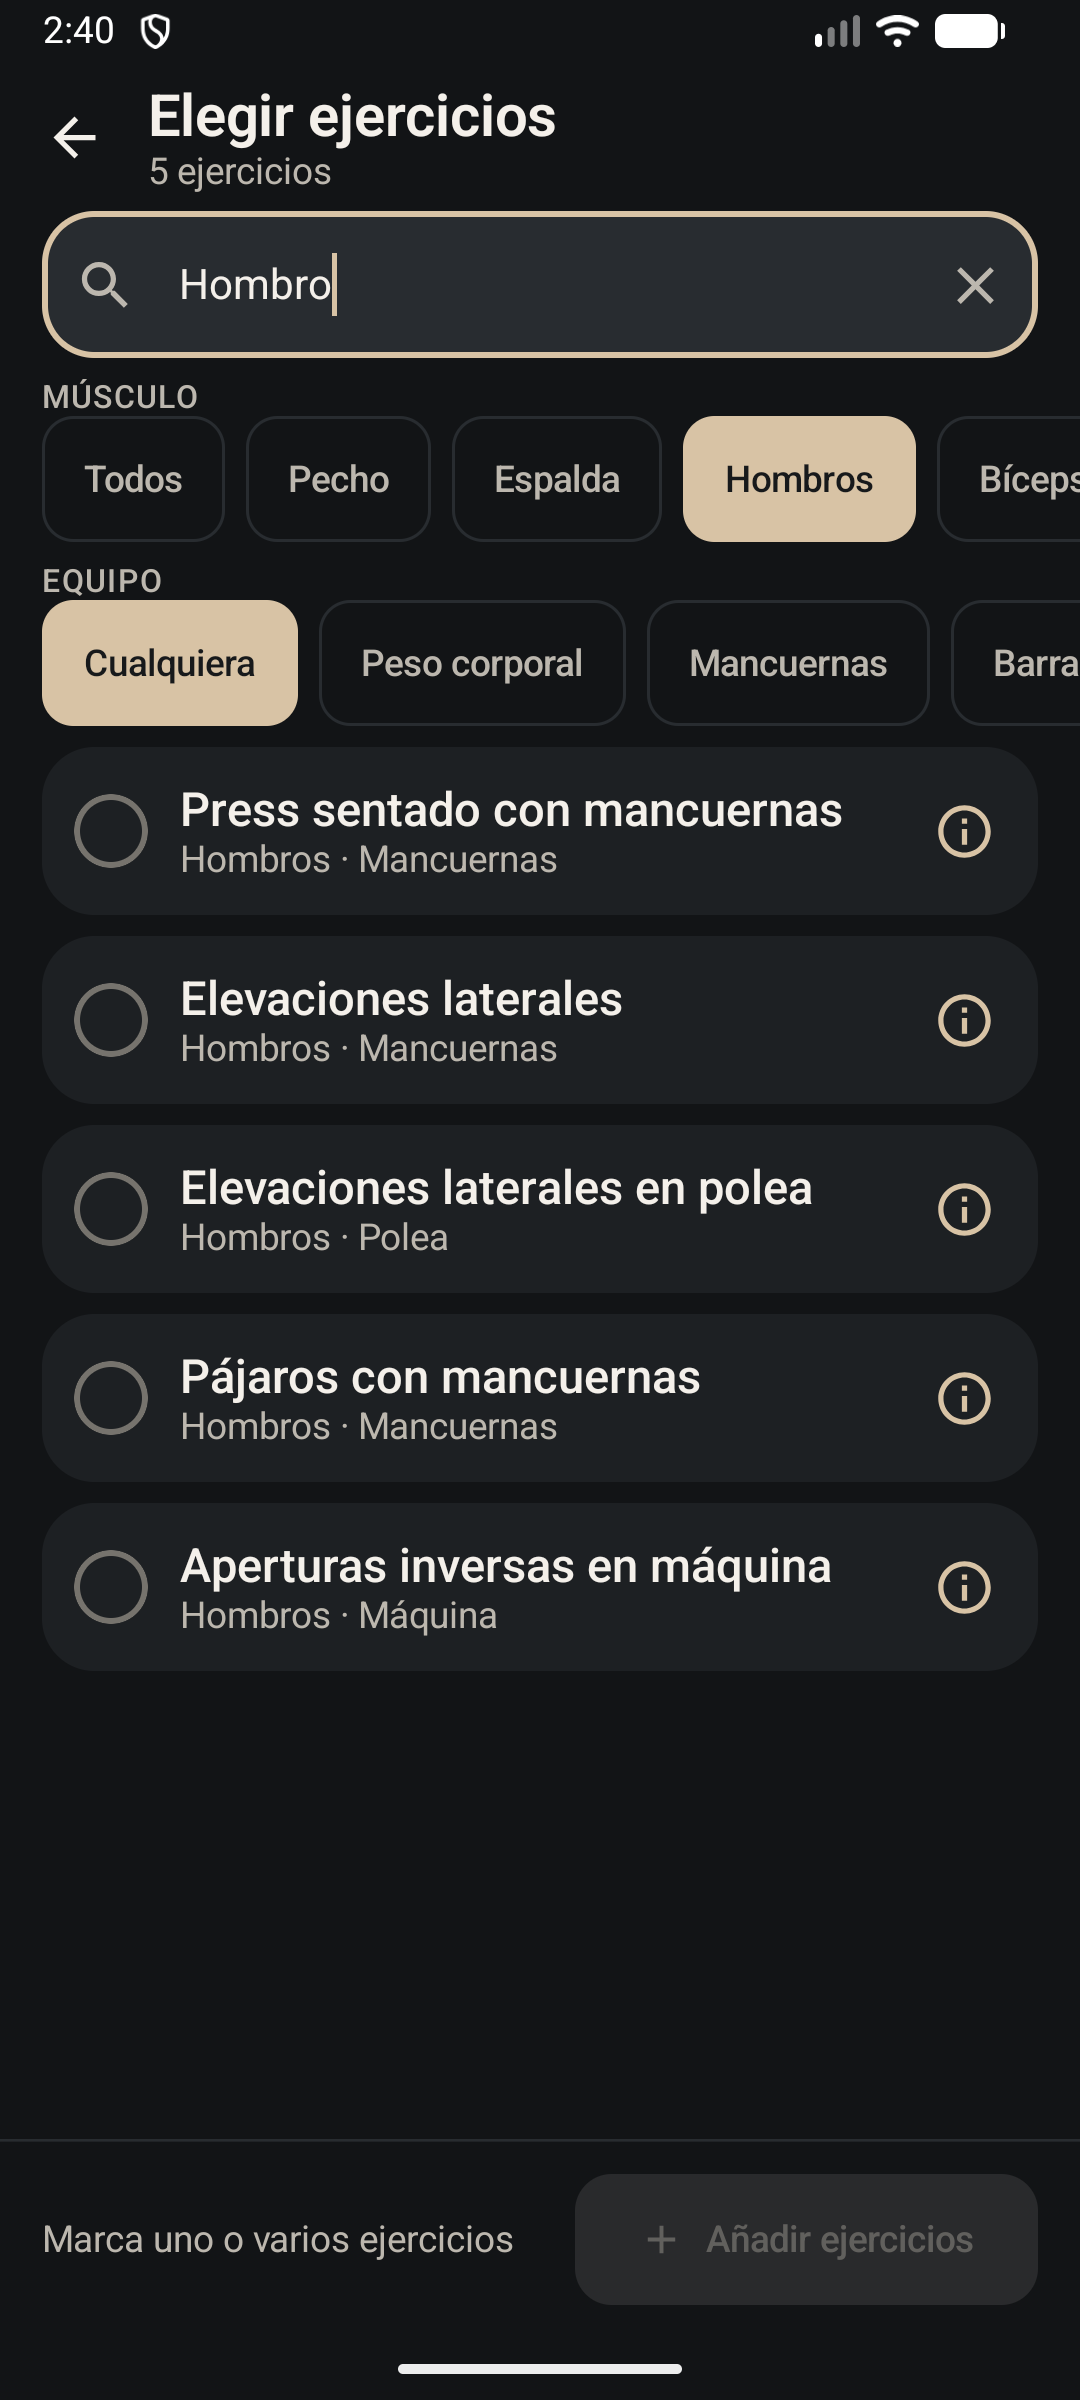 2:40
Elegir ejercicios
5 ejercicios
Hombro
MÚSCULO
Todos Pecho Espalda Hombros Bíceps
EQUIPO
Cualquiera Peso corporal Mancuernas Barra
Press sentado con mancuernas
Hombros · Mancuernas
Elevaciones laterales
Hombros · Mancuernas
Elevaciones laterales en polea
Hombros · Polea
Pájaros con mancuernas
Hombros · Mancuernas
Aperturas inversas en máquina
Hombros · Máquina
Marca uno o varios ejercicios + Añadir ejercicios